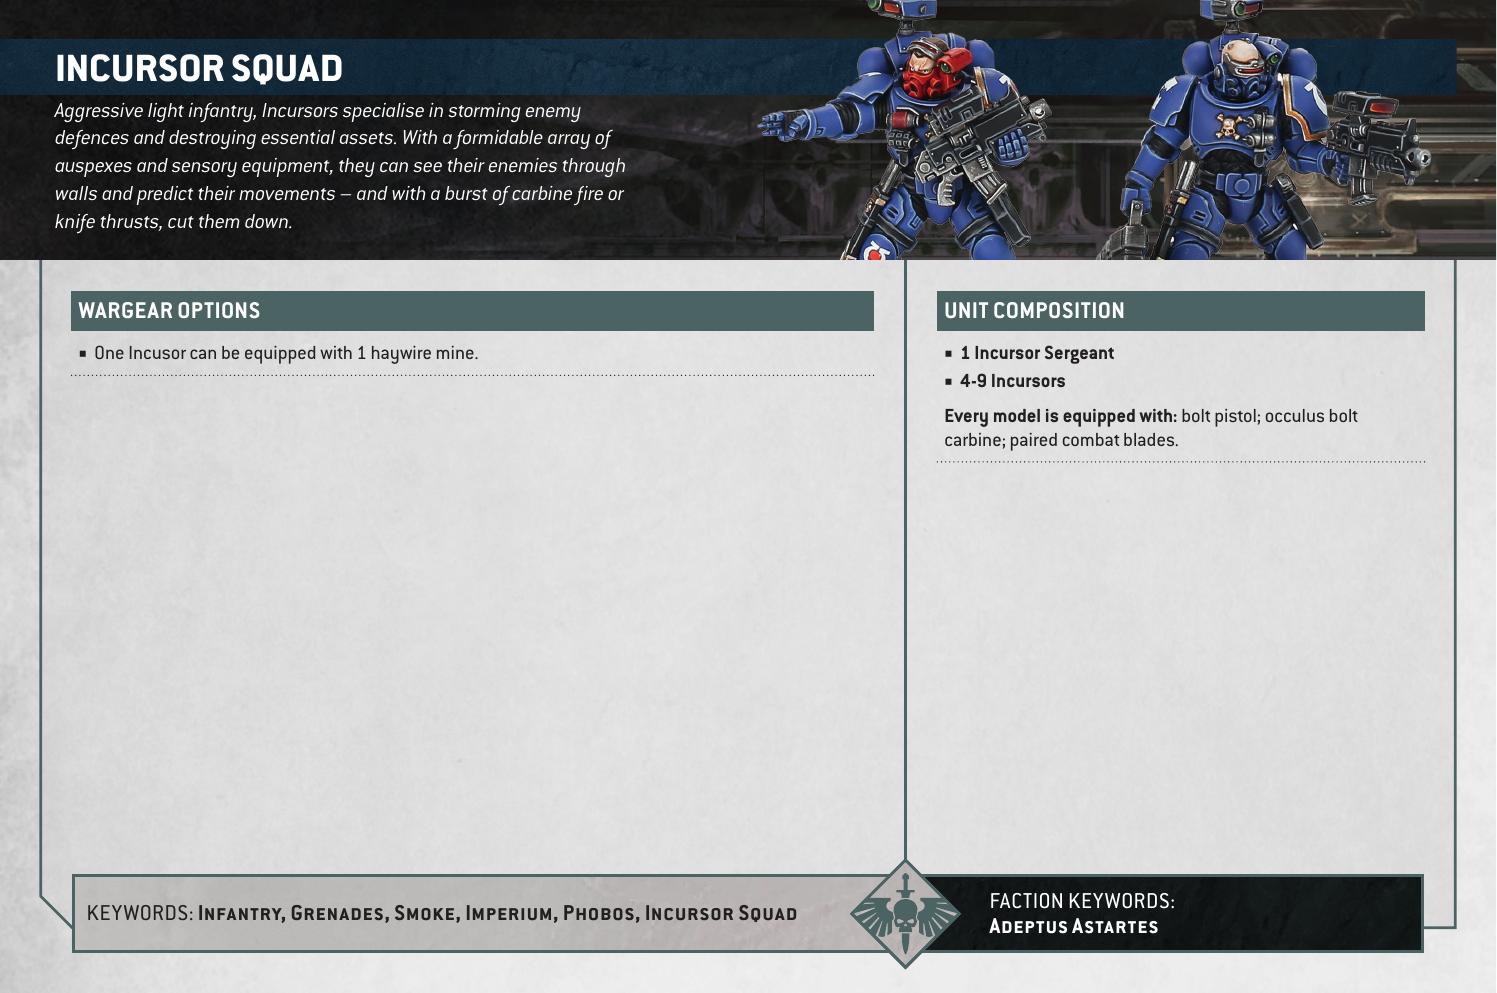 INCURSOR SQUAD
Aggressive light infantry, Incursors specialise in storming enemy
defences and destroying essential assets. With a formidable array of
auspexes and sensory equipment, they can see their enemies through
walls and predict their movements – and with a burst of carbine fire or
knife thrusts, cut them down.
WARGEAR OPTIONS
■ One Incusor can be equipped with 1 haywire mine.
UNIT COMPOSITION
■ 1 Incursor Sergeant
■ 4-9 Incursors
Every model is equipped with: bolt pistol; occulus bolt
carbine; paired combat blades.
KEYWORDS: Infantry, Grenades, Smoke, Imperium, Phobos, Incursor Squad
FACTION KEYWORDS:
Adeptus Astartes